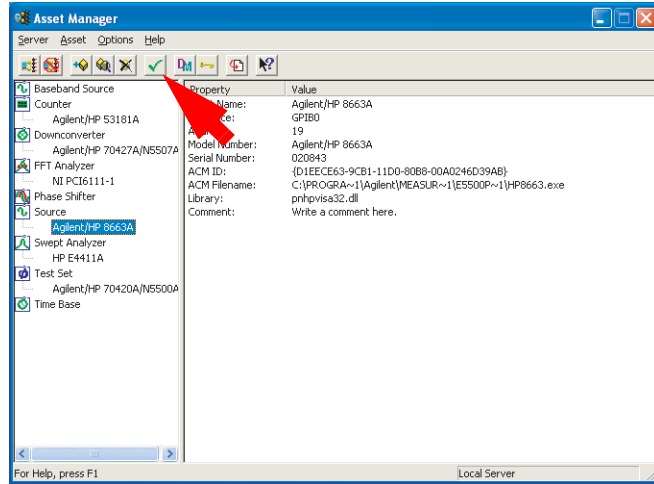 Asset Manager
Server Asset Options Help
Baseband Source
Counter
Agilent/HP 53181A
Downconverter
Agilent/HP 70427A/N5507A
FFT Analyzer
NI PCI6111-1
Phase Shifter
Source
Agilent/HP 8663A
Swept Analyzer
HP E4411A
Test Set
Agilent/HP 70420A/N5500A
Time Base
Property Value
Name: Agilent/HP 8663A
GPIB0
19
Model Number: Agilent/HP 8663A
Serial Number: 020843
ACM ID: {D1EECE63-9CB1-11D0-80B8-00A0246D39AB}
ACM Filename: C:\PROGRA~1\Agilent\MEASUR~1\E5500P~1\HP8663.exe
Library: pnhpvisa32.dll
Comment: Write a comment here.
For Help, press F1
Local Server